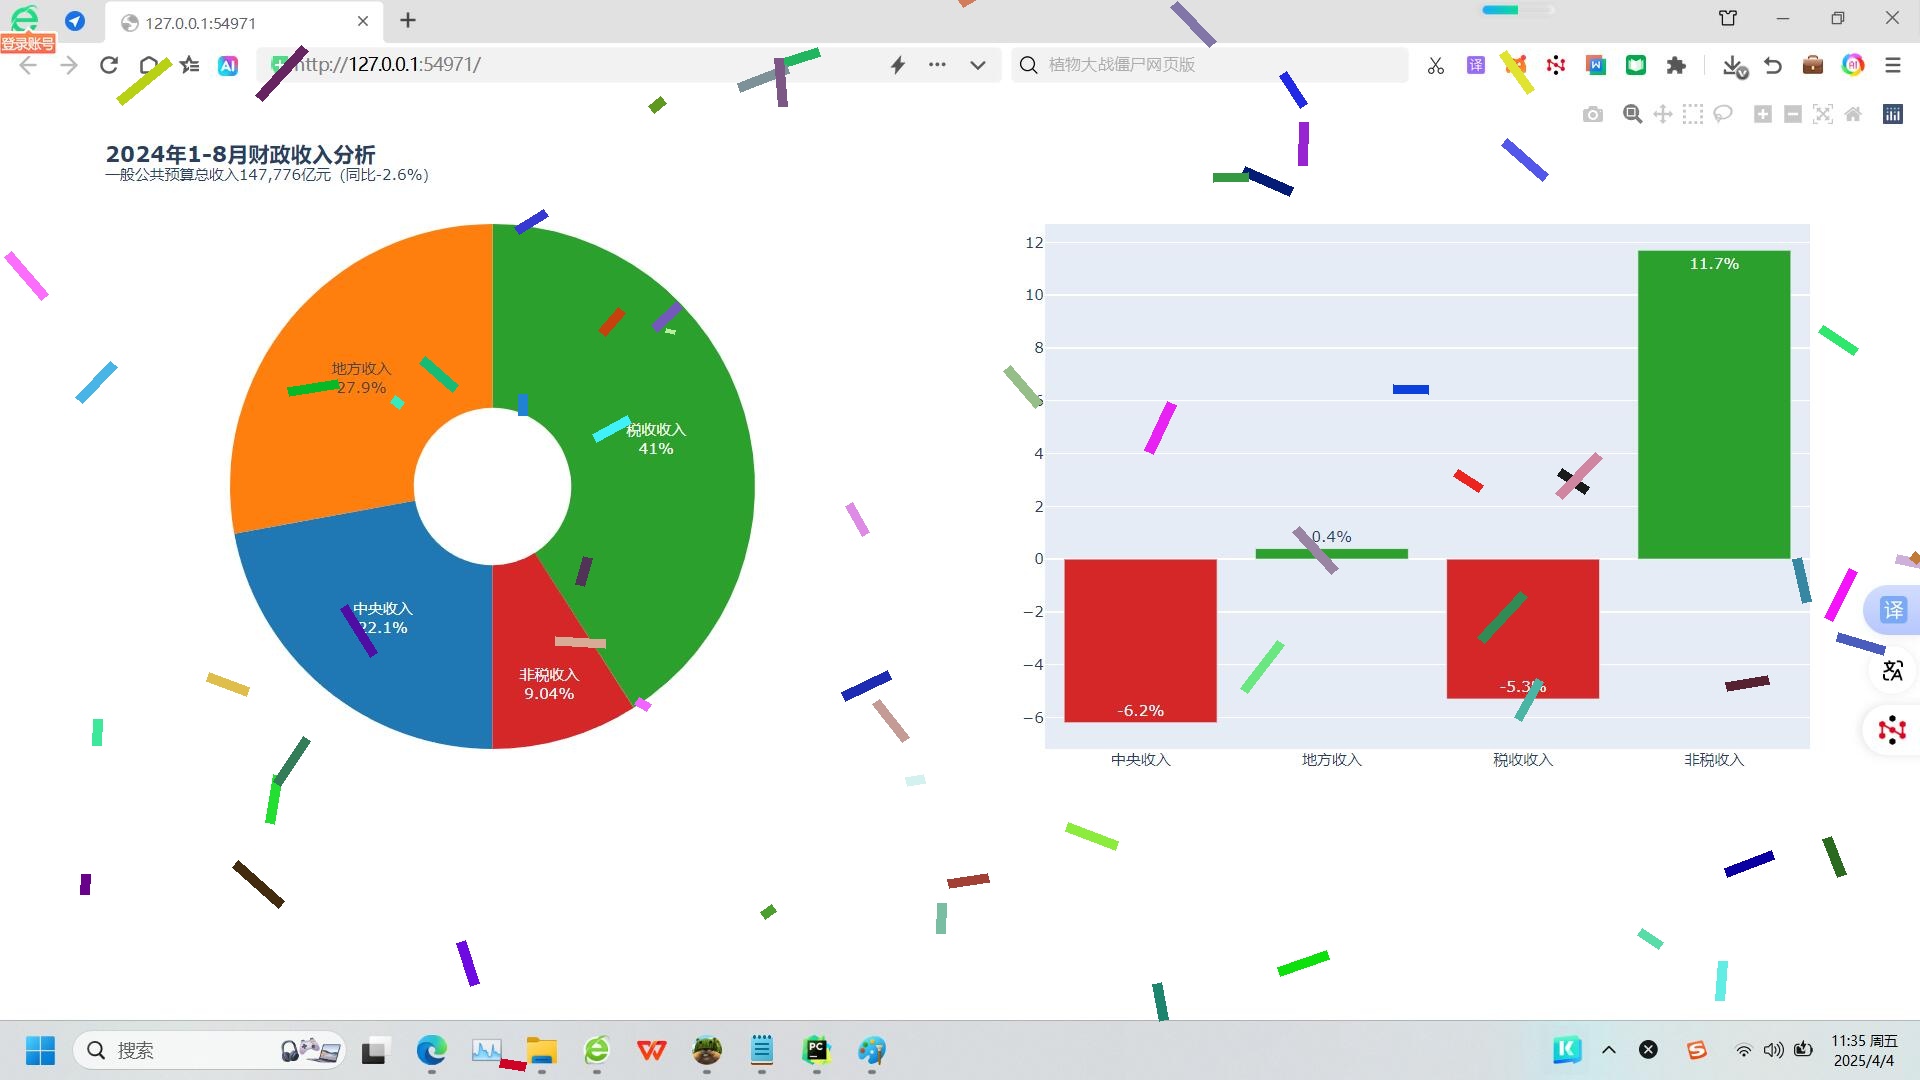 127.0.0.1:54971
登录账号
AI
http://127.0.0.1:54971/
植物大战僵尸网页版
译
W
AI
2024年1-8月财政收入分析
一般公共预算总收入147,776亿元（同比-2.6%）
地方收入
27.9%
税收收入
41%
中央收入
22.1%
非税收入
9.04%
12
10
8
6
4
2
0
−2
−4
−6
11.7%
0.4%
-5.3%
-6.2%
中央收入
地方收入
税收收入
非税收入
译
搜索
PC
K
S
11:35 周五
2025/4/4